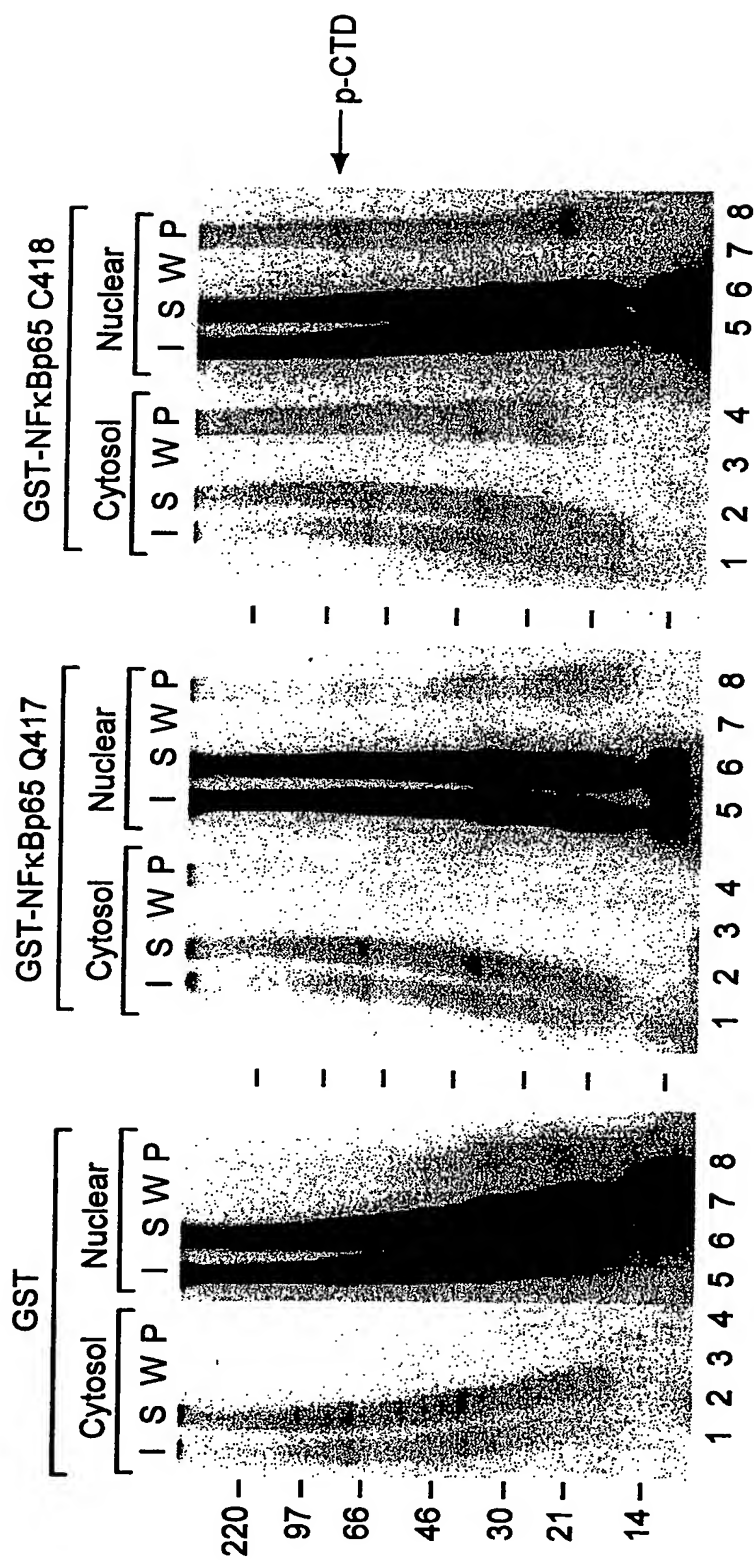 GST
GST-NFκBp65 Q417
GST-NFκBp65 C418
Cytosol Nuclear
Cytosol Nuclear
Cytosol Nuclear
I S W P I S W P
I S W P I S W P
I S W P I S W P
220
97
66
46
30
21
14
p-CTD
1 2 3 4 5 6 7 8
1 2 3 4 5 6 7 8
1 2 3 4 5 6 7 8